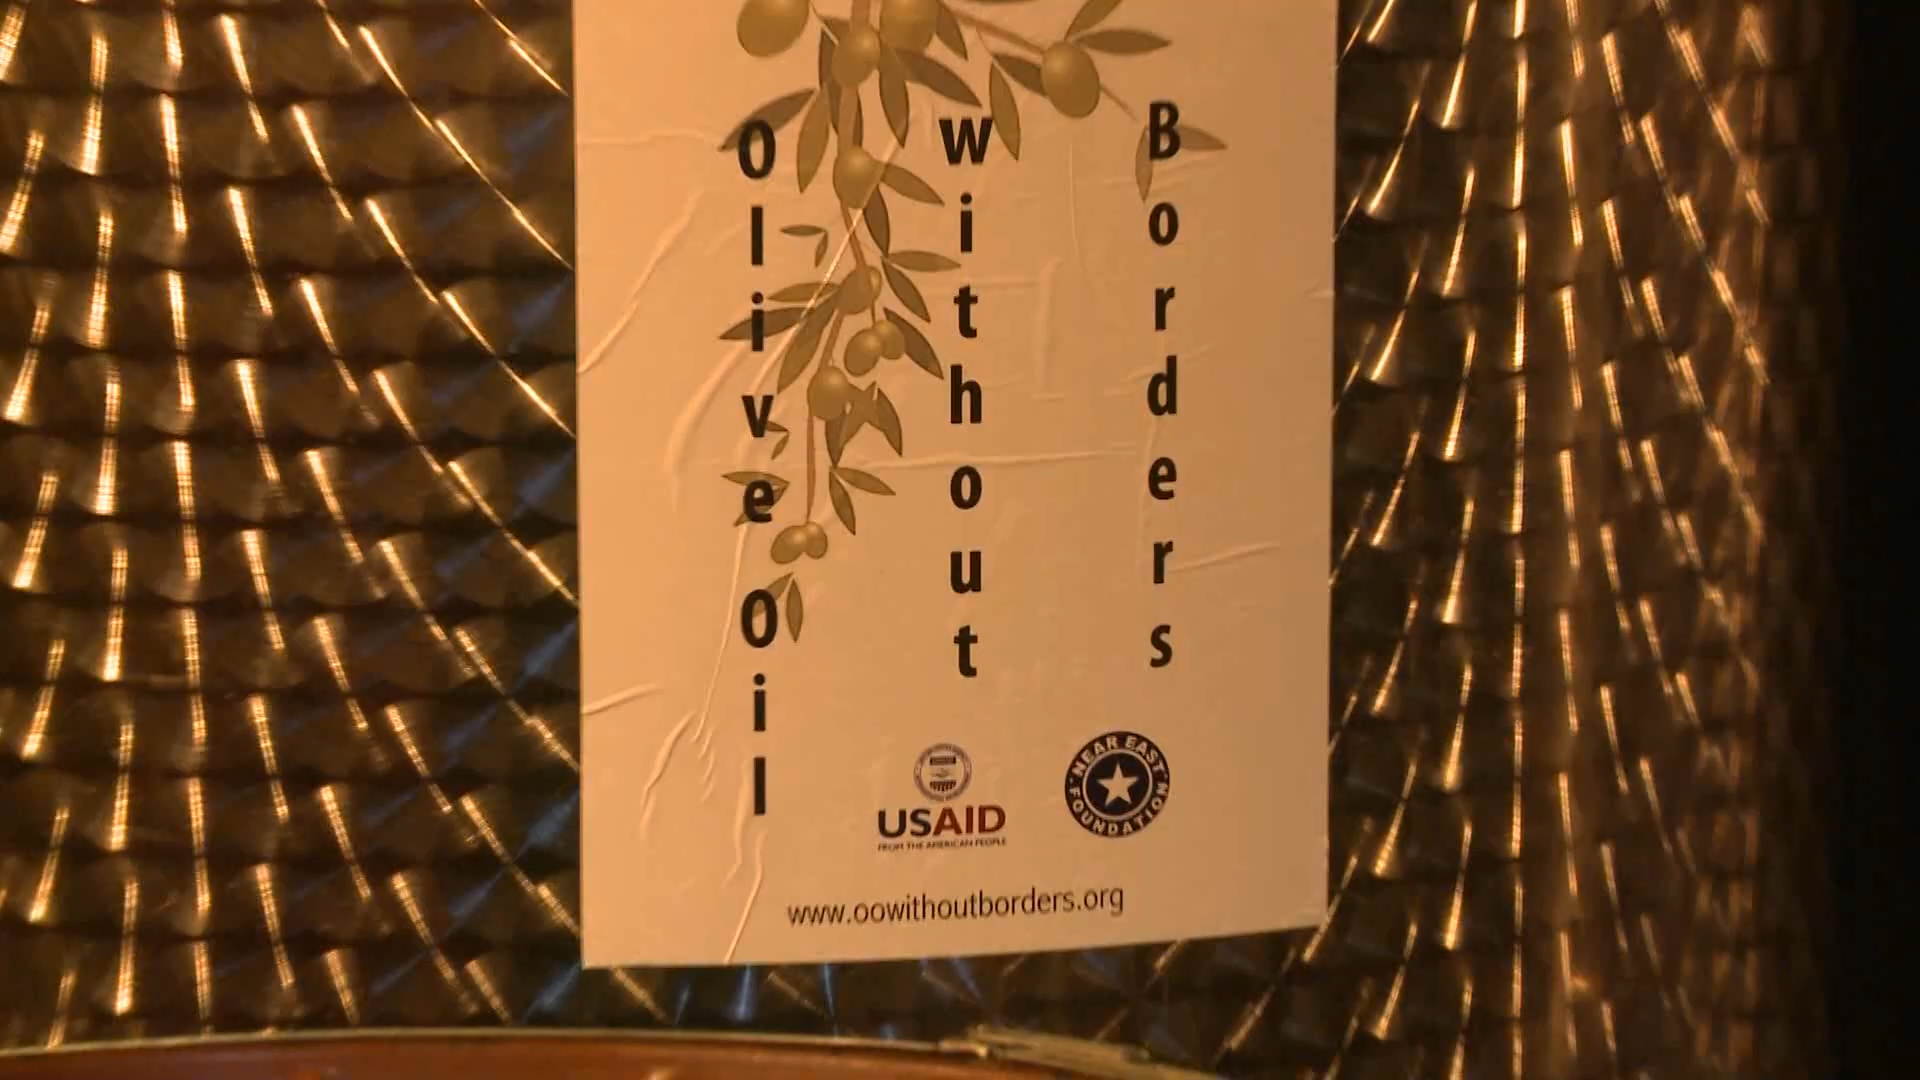 Olive Oil
without
Borders
USAID
FROM THE AMERICAN PEOPLE
NEAR EAST FOUNDATION
www.oowithoutborders.org